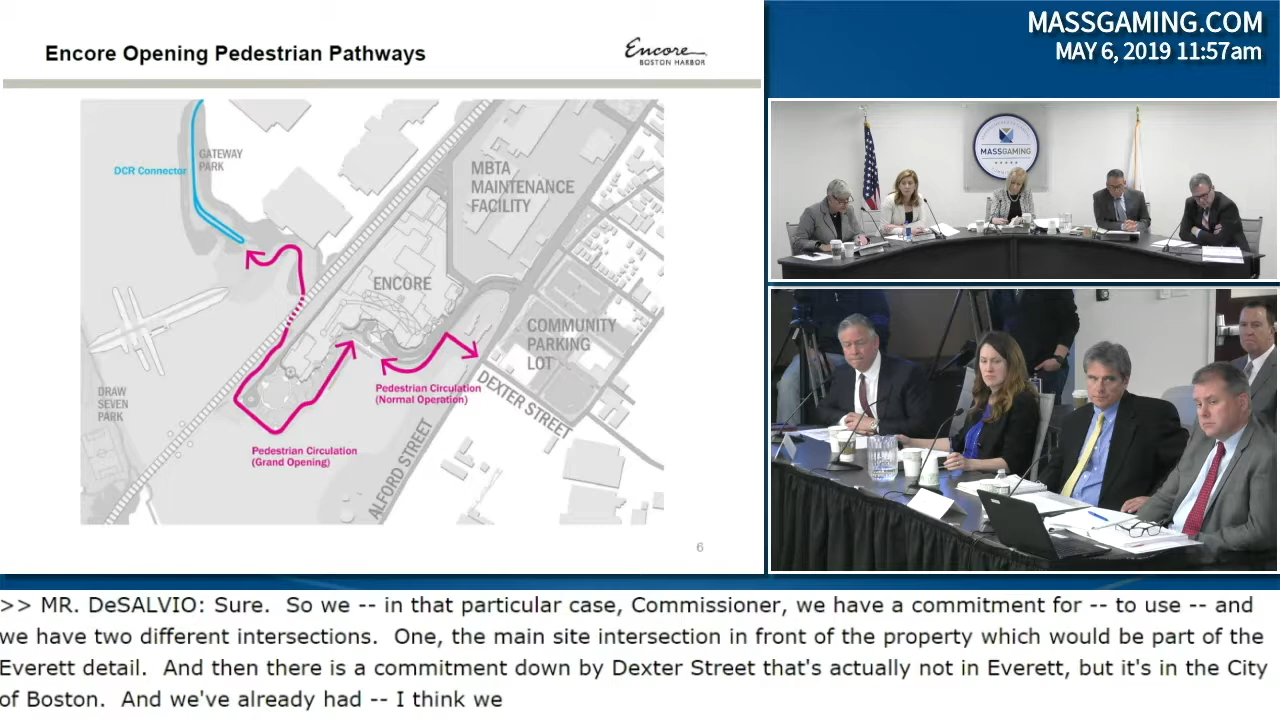 Encore Opening Pedestrian Pathways
Encore
BOSTON HARBOR
MASSGAMING.COM
MAY 6, 2019 11:57am
GATEWAY
PARK
DCR Connector
MBTA
MAINTENANCE
FACILITY
ENCORE
COMMUNITY
PARKING
LOT
Pedestrian Circulation
(Normal Operation)
DEXTER STREET
DRAW
SEVEN
PARK
Pedestrian Circulation
(Grand Opening)
ALFORD STREET
6
MASSGAMING
>> MR. DeSALVIO: Sure. So we -- in that particular case, Commissioner, we have a commitment for -- to use -- and
we have two different intersections. One, the main site intersection in front of the property which would be part of the
Everett detail. And then there is a commitment down by Dexter Street that's actually not in Everett, but it's in the City
of Boston. And we've already had -- I think we